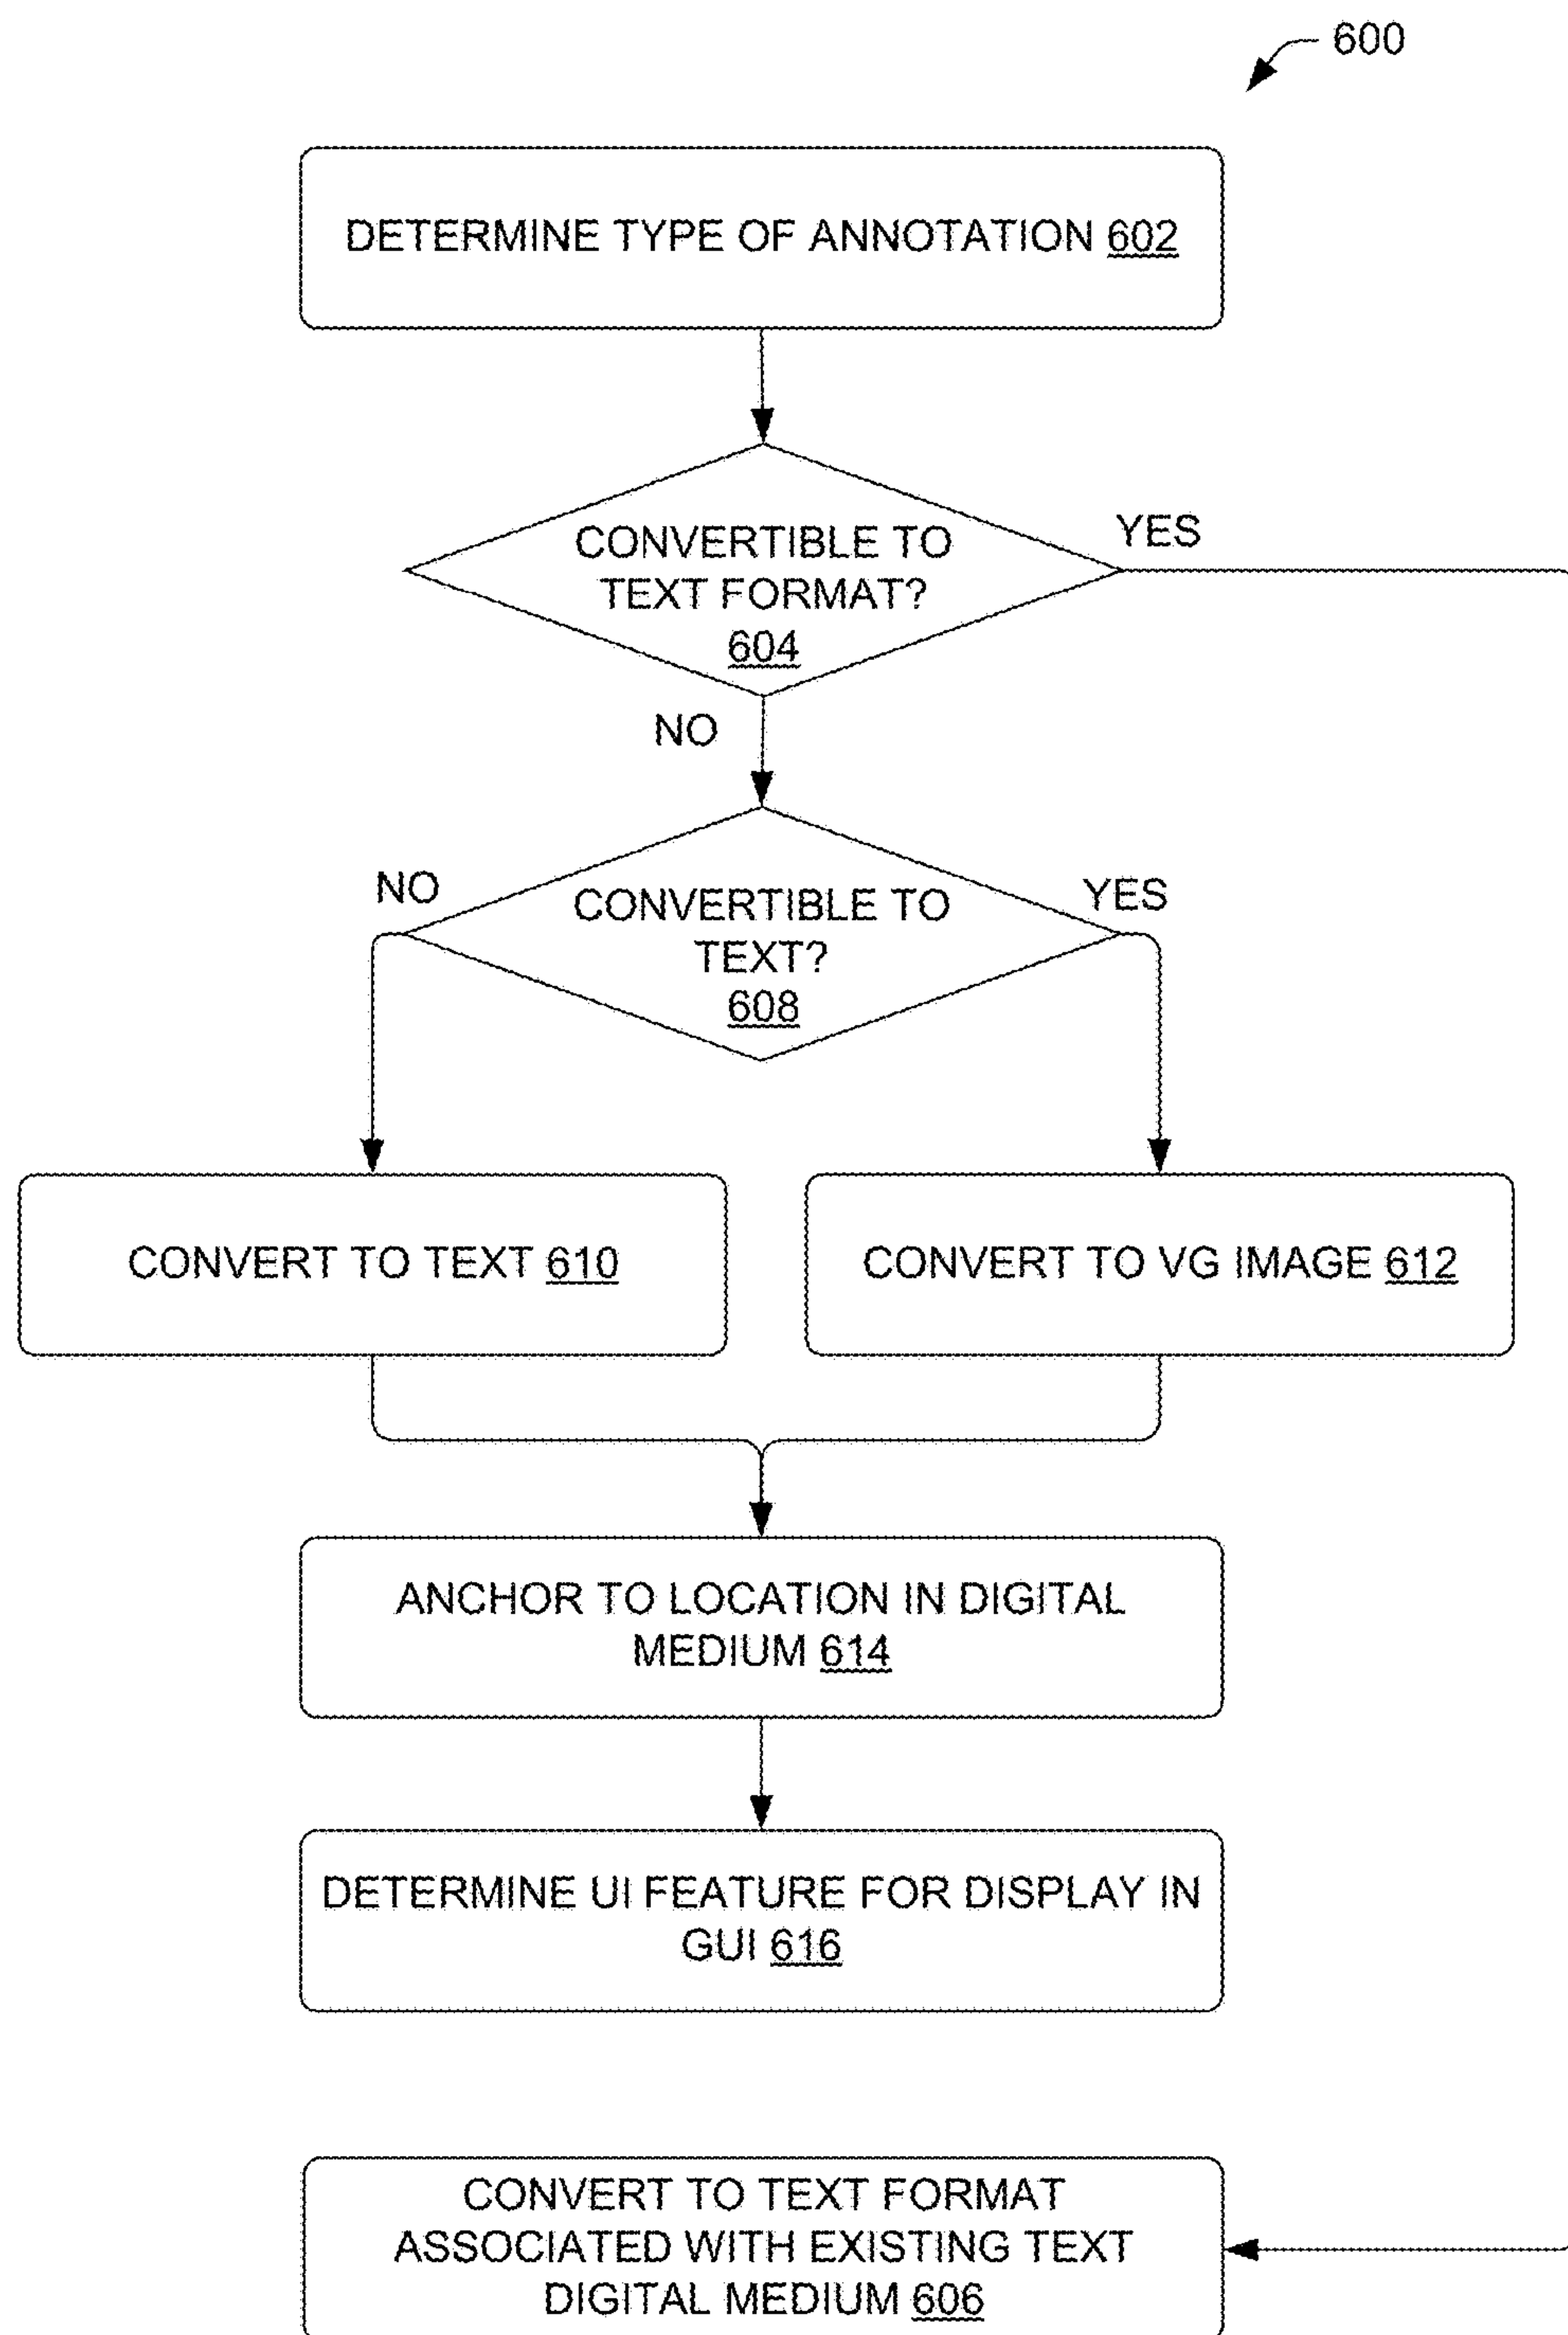 600
DETERMINE TYPE OF ANNOTATION 602
CONVERTIBLE TO
TEXT FORMAT?
604
YES
NO
NO
CONVERTIBLE TO
TEXT?
608
YES
CONVERT TO TEXT 610
CONVERT TO VG IMAGE 612
ANCHOR TO LOCATION IN DIGITAL
MEDIUM 614
DETERMINE UI FEATURE FOR DISPLAY IN
GUI 616
CONVERT TO TEXT FORMAT
ASSOCIATED WITH EXISTING TEXT
DIGITAL MEDIUM 606